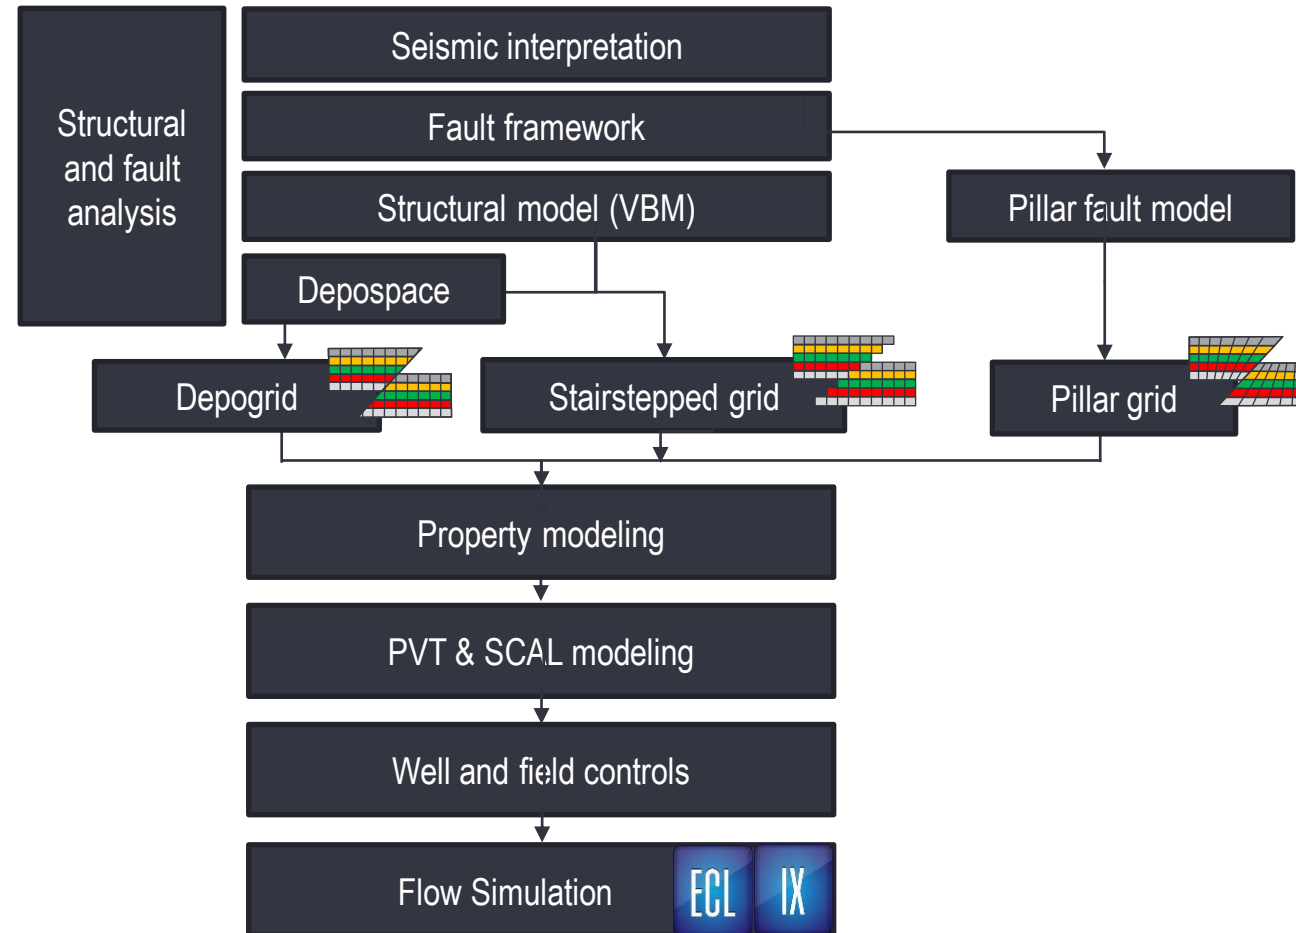 Seismic interpretation
Structural
and fault
analysis
Fault framework
Structural model (VBM)
Pillar fault model
Depospace
Depogrid
Stairstepped grid
Pillar grid
Property modeling
PVT & SCAL modeling
Well and field controls
Flow Simulation
ECL
IX